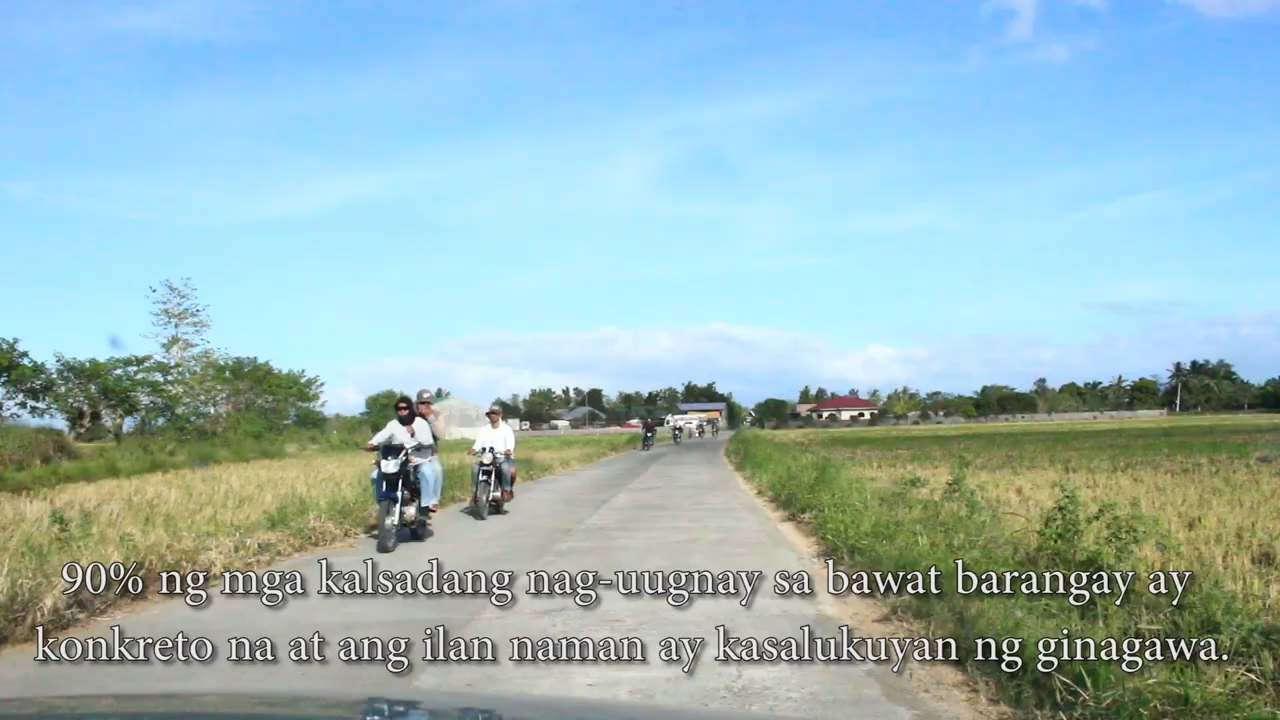 90% ng mga kalsadang nag-uugnay sa bawat barangay ay
konkreto na at ang ilan naman ay kasalukuyan ng ginagawa.